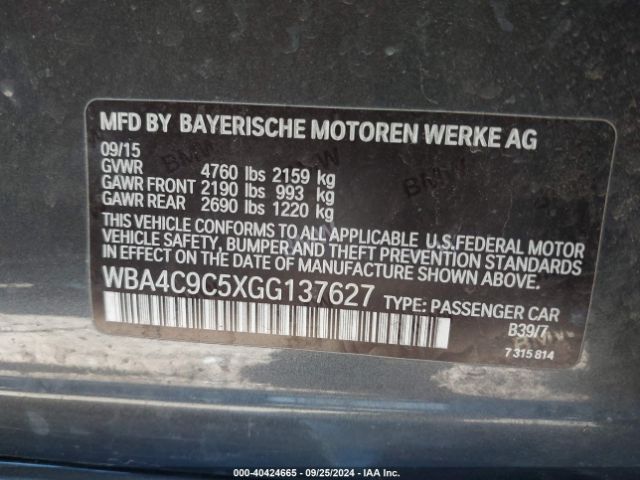 MFD BY BAYERISCHE MOTOREN WERKE AG
09/15
GVWR 4760 lbs 2159 kg
GAWR FRONT 2190 lbs 993 kg
GAWR REAR 2690 lbs 1220 kg
THIS VEHICLE CONFORMS TO ALL APPLICABLE U.S.FEDERAL MOTOR
VEHICLE SAFETY, BUMPER AND THEFT PREVENTION STANDARDS
IN EFFECT ON THE DATE OF MANUFACTURE SHOWN ABOVE.
WBA4C9C5XGG137627 TYPE: PASSENGER CAR
B39/7
7 315 814
000-40424665 - 09/25/2024 - IAA Inc.